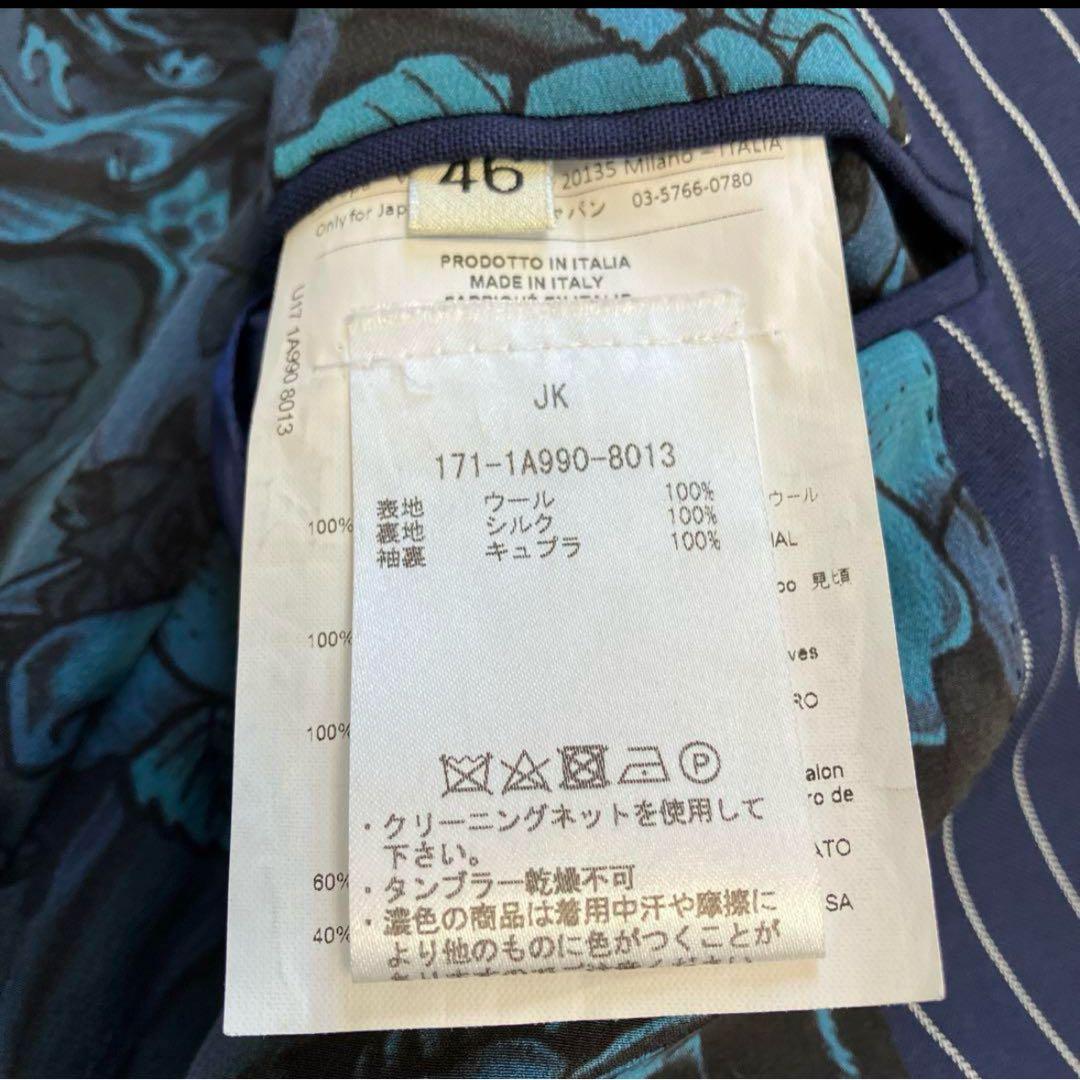 46
20135 Milano – ITALIA
Only for Jap
ャパン 03-5766-0780
PRODOTTO IN ITALIA
MADE IN ITALY
FABRIQUÉ EN ITALIE
U17 1A990 8013
JK
171-1A990-8013
表地 ウール 100%
裏地 シルク 100%
袖裏 キュプラ 100%
100%
ウール
IAL
見頃
100%
ves
RO
100%
alon
ro de
ATO
60%
SA
40%
・クリーニングネットを使用して
下さい。
・タンブラー乾燥不可
・濃色の商品は着用中汗や摩擦に
より他のものに色がつくことが